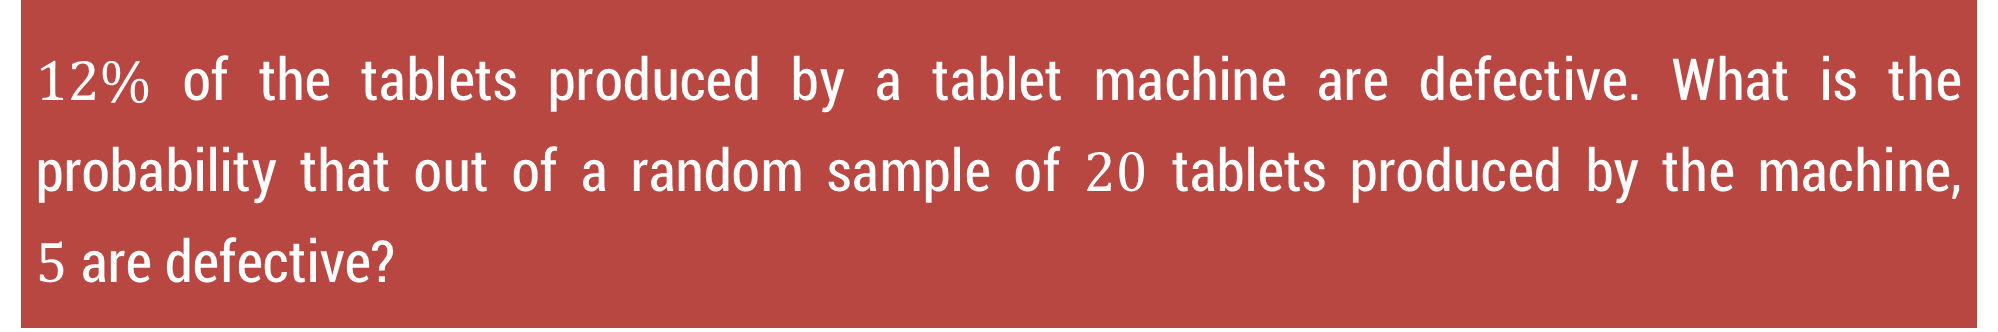 12% of the tablets produced by a tablet machine are defective. What is the
probability that out of a random sample of 20 tablets produced by the machine,
5 are defective?